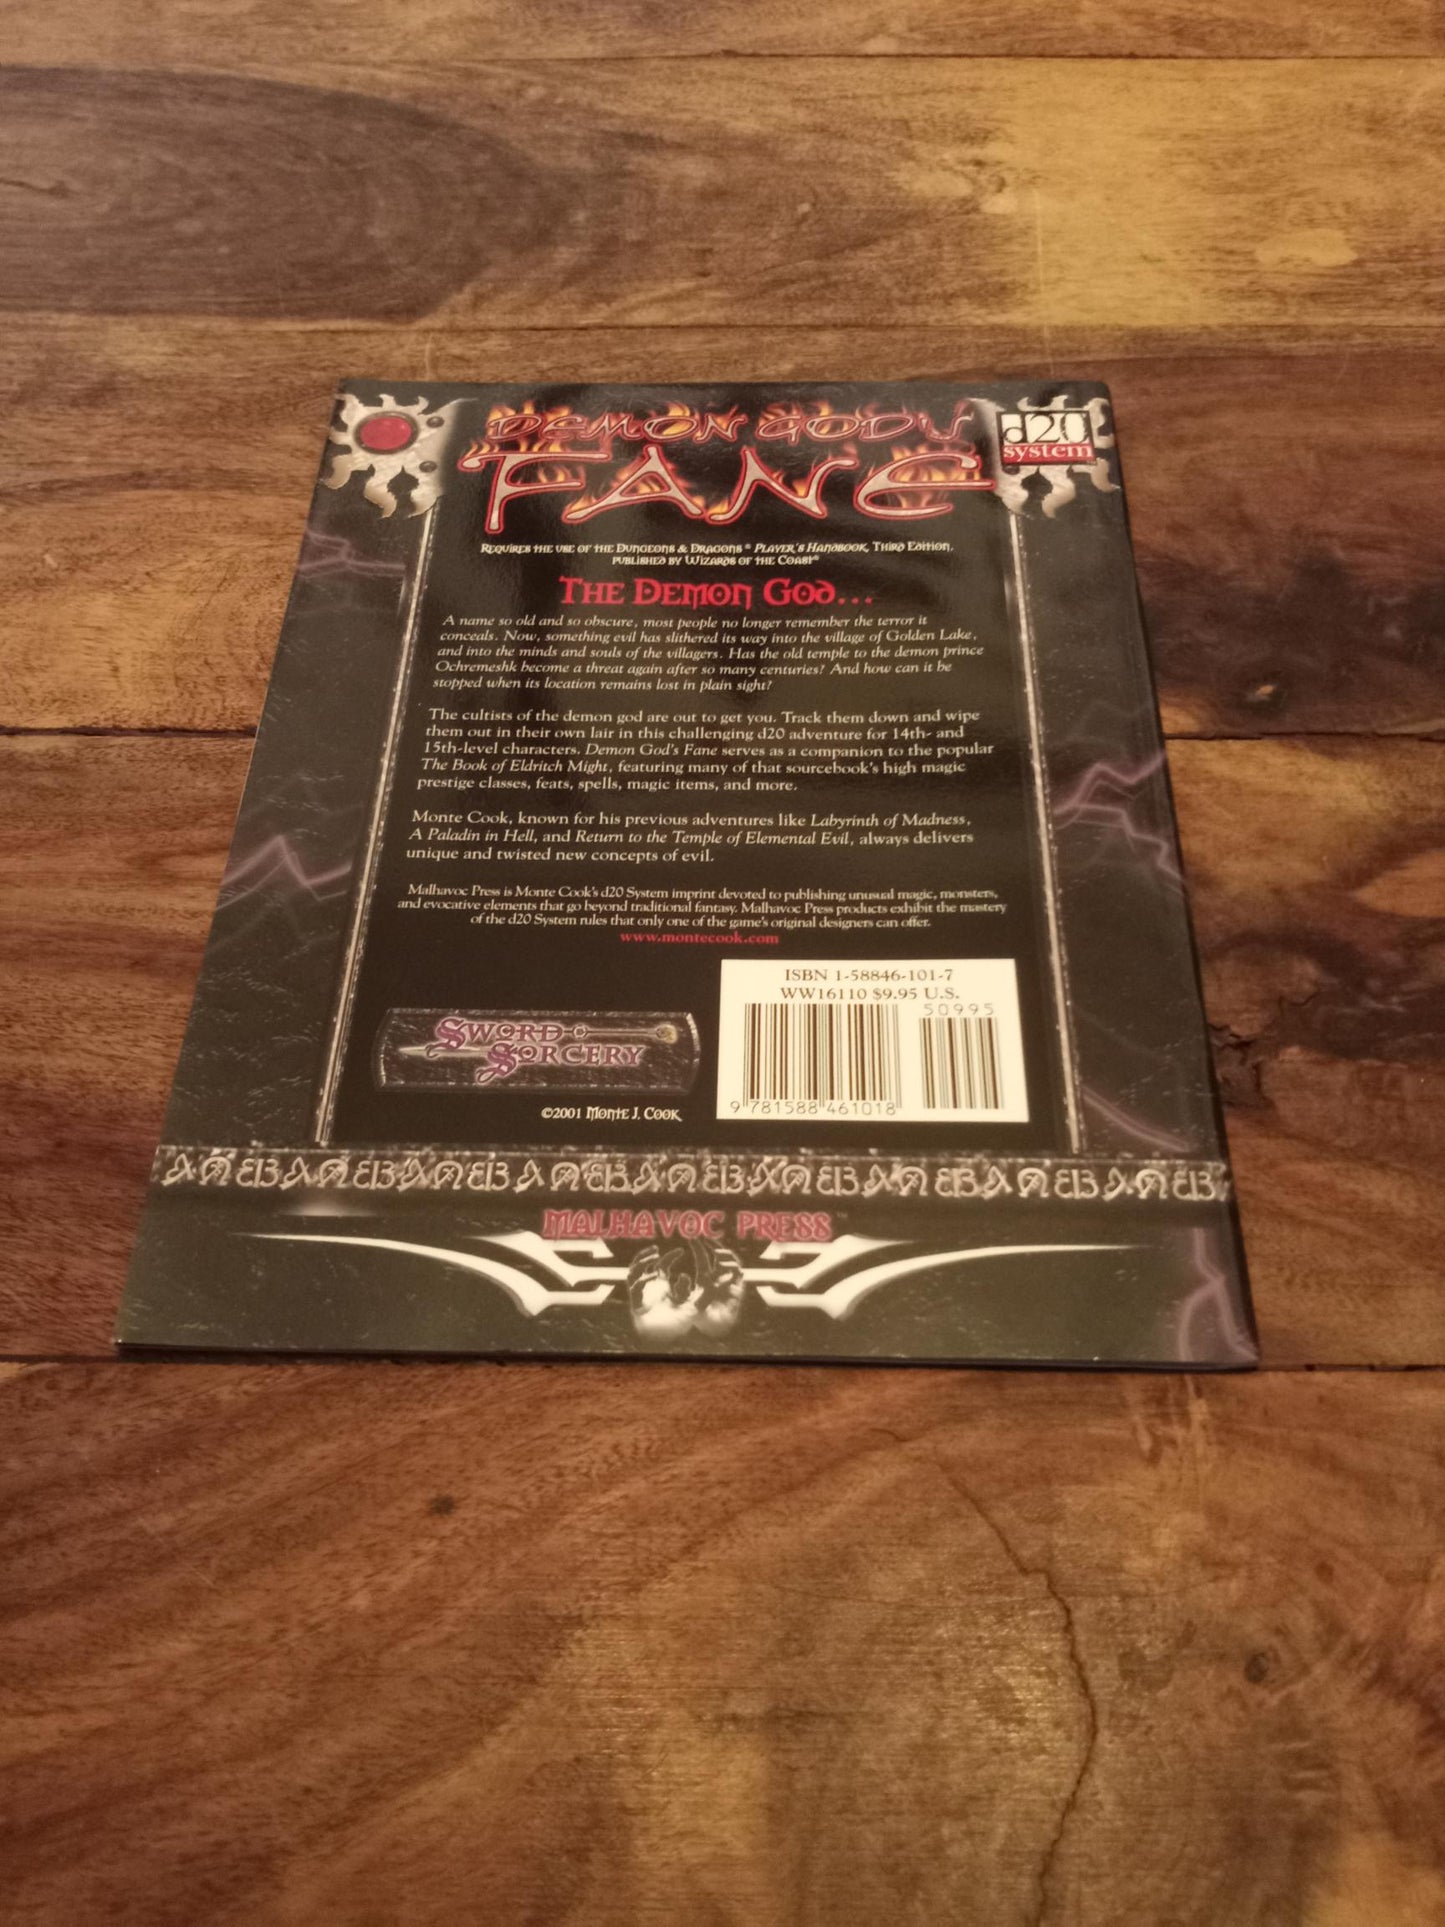 DEMON GOD'S
FANE
d20
system
Requires the use of the Dungeons & Dragons® Player's Handbook, Third Edition,
published by Wizards of the Coast®
The Demon God...
A name so old and so obscure, most people no longer remember the terror it
conceals. Now, something evil has slithered its way into the village of Golden Lake,
and into the minds and souls of the villagers. Has the old temple to the demon prince
Ochremeshk become a threat again after so many centuries? And how can it be
stopped when its location remains lost in plain sight?
The cultists of the demon god are out to get you. Track them down and wipe
them out in their own lair in this challenging d20 adventure for 14th- and
15th-level characters. Demon God's Fane serves as a companion to the popular
The Book of Eldritch Might, featuring many of that sourcebook's high magic
prestige classes, feats, spells, magic items, and more.
Monte Cook, known for his previous adventures like Labyrinth of Madness,
A Paladin in Hell, and Return to the Temple of Elemental Evil, always delivers
unique and twisted new concepts of evil.
Malhavoc Press is Monte Cook's d20 System imprint devoted to publishing unusual magic, monsters,
and evocative elements that go beyond traditional fantasy. Malhavoc Press products exhibit the mastery
of the d20 System rules that only one of the game's original designers can offer.
www.montecook.com
ISBN 1-58846-101-7
WW16110 $9.95 U.S.
50995
9 781588 461018
Sword
Sorcery
©2001 Monte J. Cook
MALHAVOC PRESS™